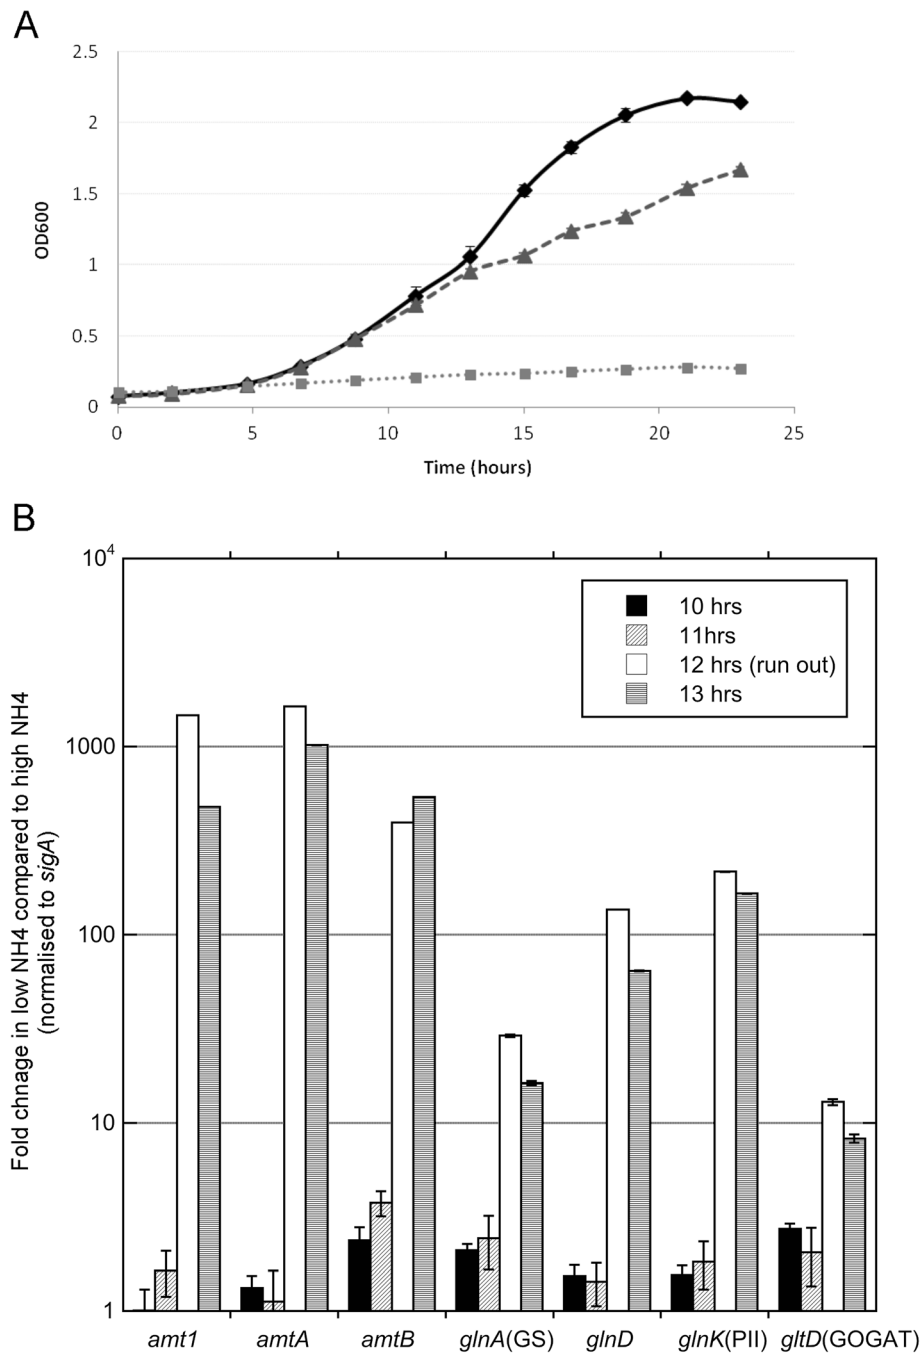 A
2.5
2
1.5
1
0.5
0
OD600
0 5 10 15 20 25
Time (hours)
B
10^4
1000
100
10
1
Fold chnage in low NH4 compared to high NH4
(normalised to sigA)
10 hrs
11hrs
12 hrs (run out)
13 hrs
amt1 amtA amtB glnA(GS) glnD glnK(PII) gltD(GOGAT)